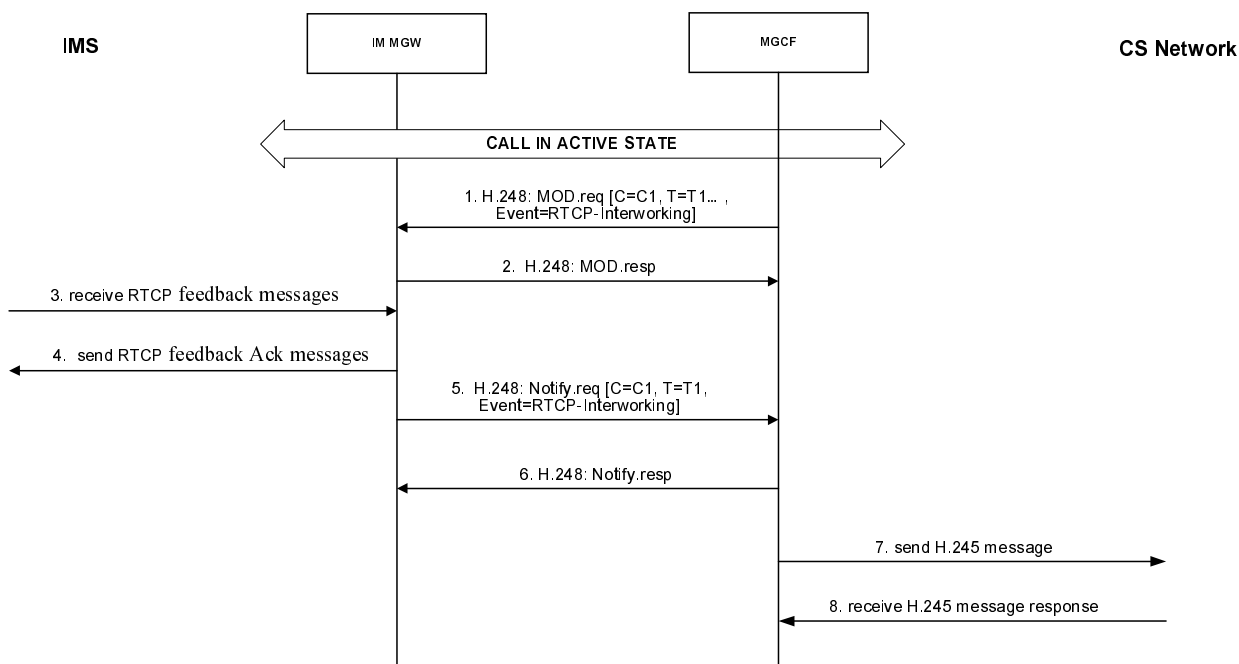 IMS
IM MGW
MGCF
CS Network
CALL IN ACTIVE STATE
1. H.248: MOD.req [C=C1, T=T1... ,
Event=RTCP-Interworking]
2. H.248: MOD.resp
3. receive RTCP feedback messages
4. send RTCP feedback Ack messages
5. H.248: Notify.req [C=C1, T=T1,
Event=RTCP-Interworking]
6. H.248: Notify.resp
7. send H.245 message
8. receive H.245 message response